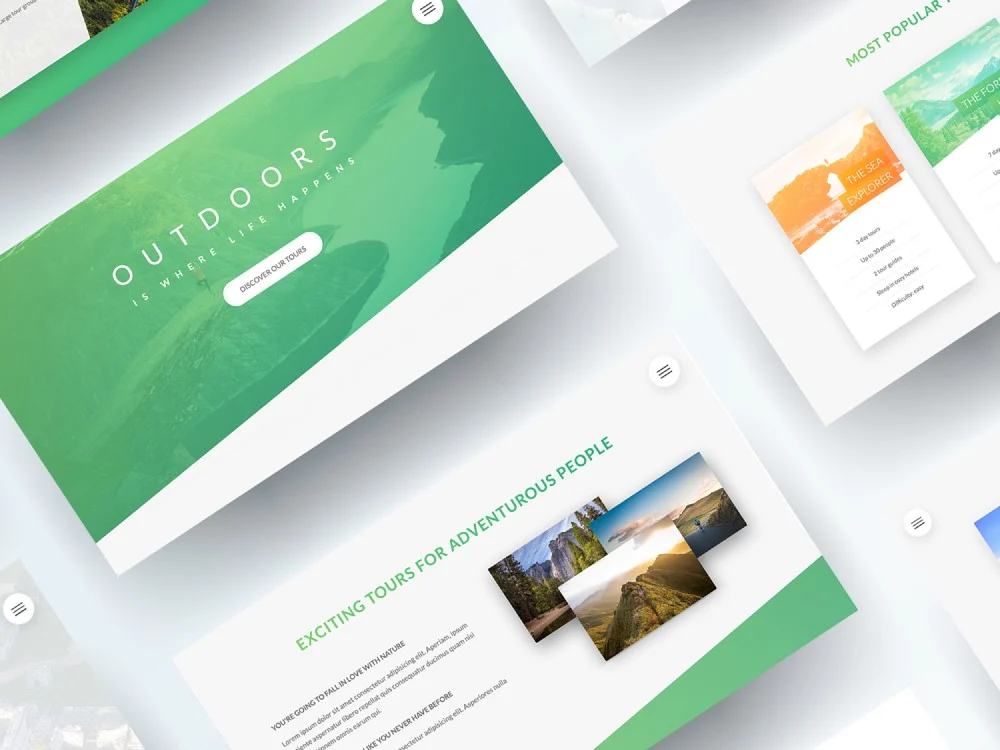 large tour group
OUTDOORS
IS WHERE LIFE HAPPENS
DISCOVER OUR TOURS
MOST POPULAR
THE SEA
EXPLORER
3 day tours
Up to 30 people
2 tour guides
Sleep in cozy hotels
Difficulty: easy
THE FOR
7 day
Up
EXCITING TOURS FOR ADVENTUROUS PEOPLE
YOU'RE GOING TO FALL IN LOVE WITH NATURE
Lorem ipsum dolor sit amet consectetur adipisicing elit. Aperiam, ipsum
sapiente aspernatur libero repellat quis consequatur ducimus quam nisi
omnis earum qui.
LIKE YOU NEVER HAVE BEFORE
consectetur adipisicing elit. Asperiores nulla